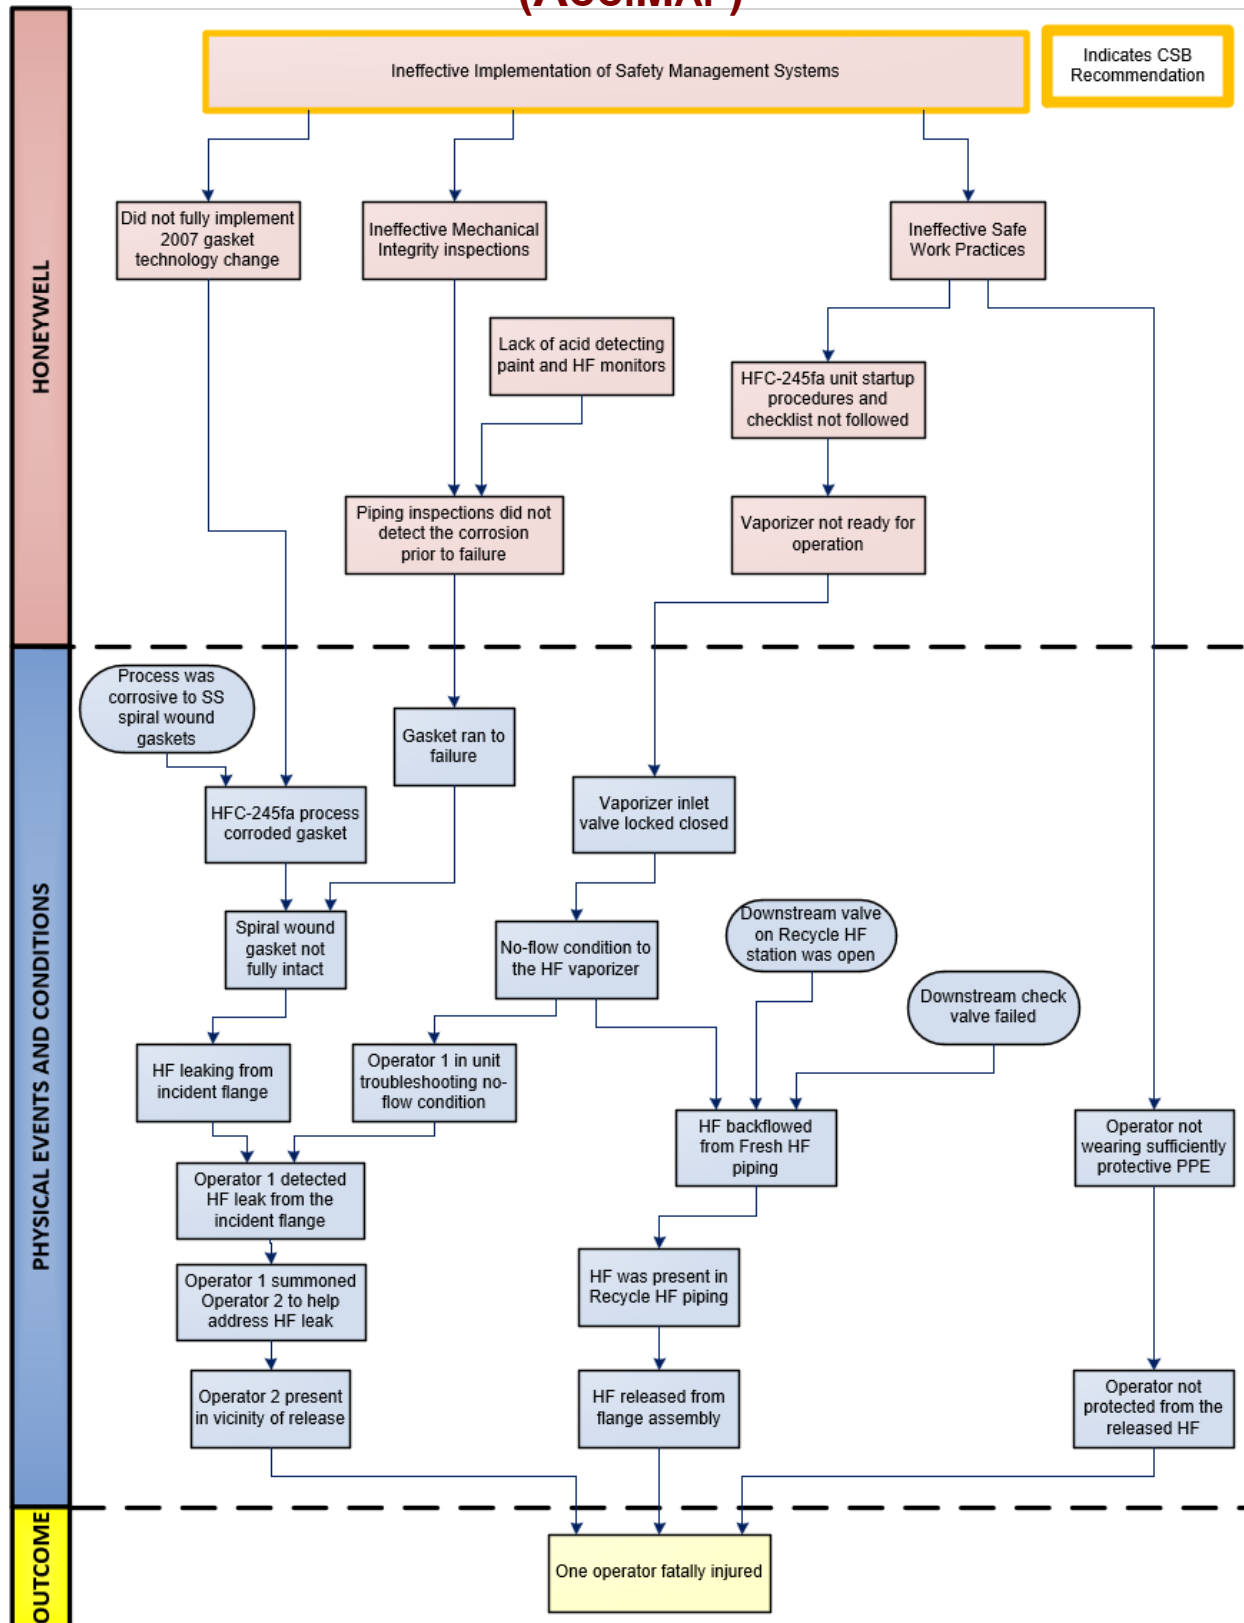 (ACCIMAP)
Ineffective Implementation of Safety Management Systems
Indicates CSB
Recommendation
HONEYWELL
Did not fully implement
2007 gasket
technology change
Ineffective Mechanical
Integrity inspections
Ineffective Safe
Work Practices
Lack of acid detecting
paint and HF monitors
HFC-245fa unit startup
procedures and
checklist not followed
Piping inspections did not
detect the corrosion
prior to failure
Vaporizer not ready for
operation
PHYSICAL EVENTS AND CONDITIONS
Process was
corrosive to SS
spiral wound
gaskets
Gasket ran to
failure
HFC-245fa process
corroded gasket
Vaporizer inlet
valve locked closed
Spiral wound
gasket not
fully intact
No-flow condition to
the HF vaporizer
Downstream valve
on Recycle HF
station was open
Downstream check
valve failed
HF leaking from
incident flange
Operator 1 in unit
troubleshooting no-
flow condition
HF backflowed
from Fresh HF
piping
Operator not
wearing sufficiently
protective PPE
Operator 1 detected
HF leak from the
incident flange
Operator 1 summoned
Operator 2 to help
address HF leak
HF was present in
Recycle HF piping
Operator 2 present
in vicinity of release
HF released from
flange assembly
Operator not
protected from the
released HF
OUTCOME
One operator fatally injured